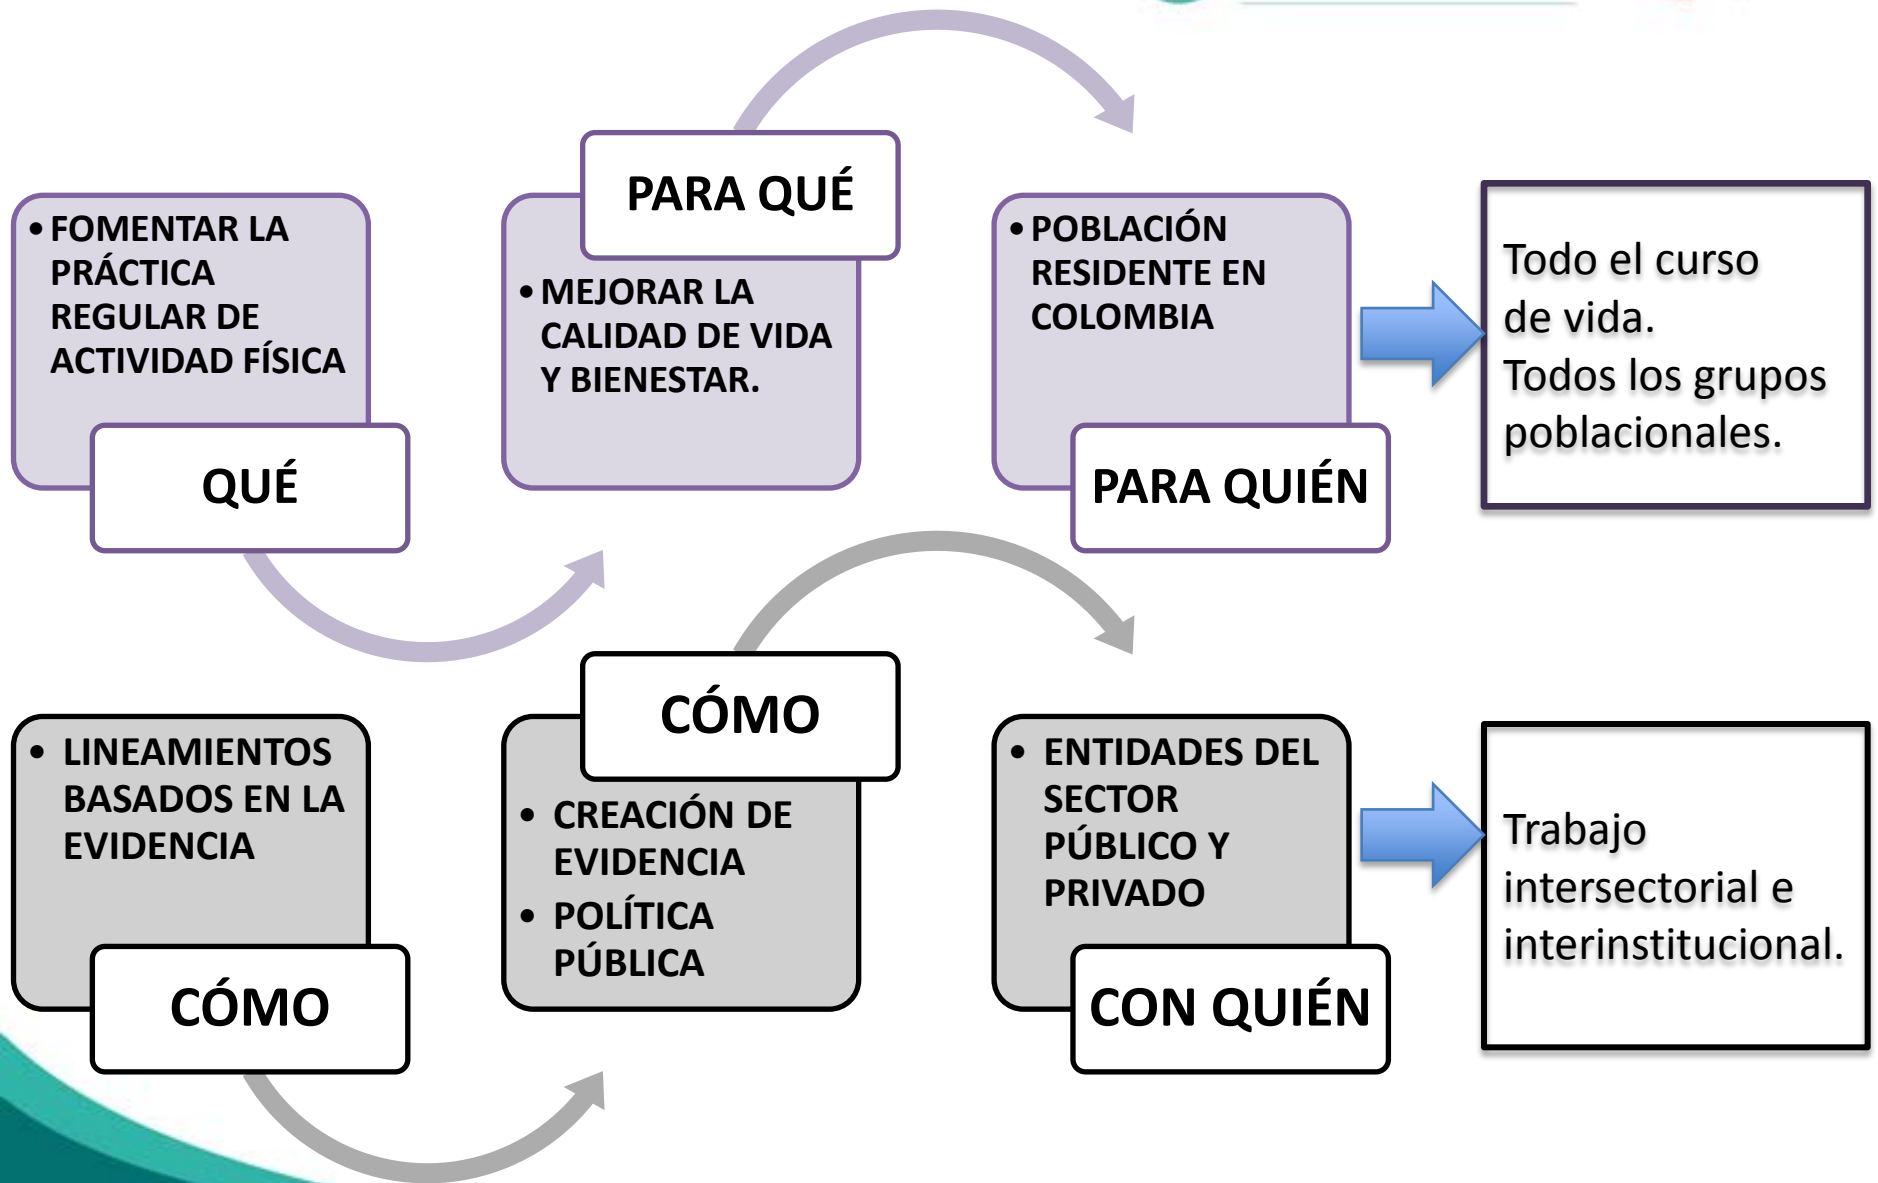 • FOMENTAR LA
PRÁCTICA
REGULAR DE
ACTIVIDAD FÍSICA
QUÉ
PARA QUÉ
• MEJORAR LA
CALIDAD DE VIDA
Y BIENESTAR.
• POBLACIÓN
RESIDENTE EN
COLOMBIA
PARA QUIÉN
Todo el curso
de vida.
Todos los grupos
poblacionales.
• LINEAMIENTOS
BASADOS EN LA
EVIDENCIA
CÓMO
CÓMO
• CREACIÓN DE
EVIDENCIA
• POLÍTICA
PÚBLICA
• ENTIDADES DEL
SECTOR
PÚBLICO Y
PRIVADO
CON QUIÉN
Trabajo
intersectorial e
interinstitucional.